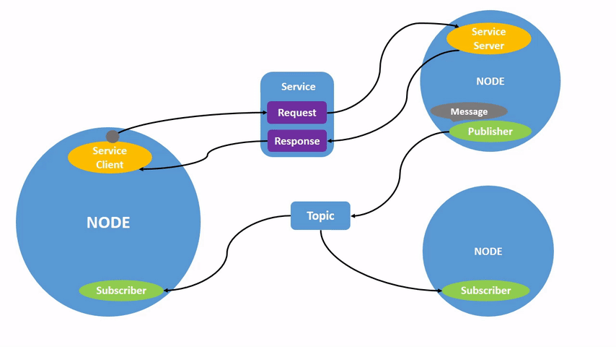 Service
Server
NODE
Message
Publisher
Service
Request
Response
Service
Client
NODE
Subscriber
Topic
NODE
Subscriber